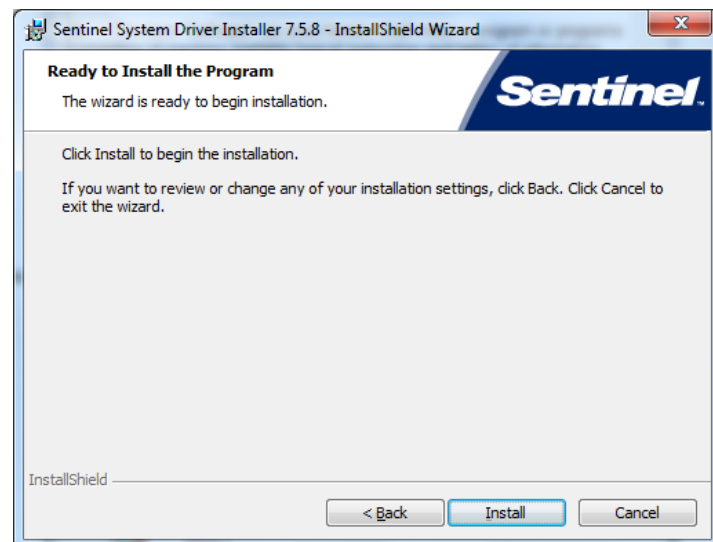 Sentinel System Driver Installer 7.5.8 - InstallShield Wizard
Ready to Install the Program
The wizard is ready to begin installation.
Sentinel.
Click Install to begin the installation.
If you want to review or change any of your installation settings, click Back. Click Cancel to
exit the wizard.
InstallShield
< Back
Install
Cancel